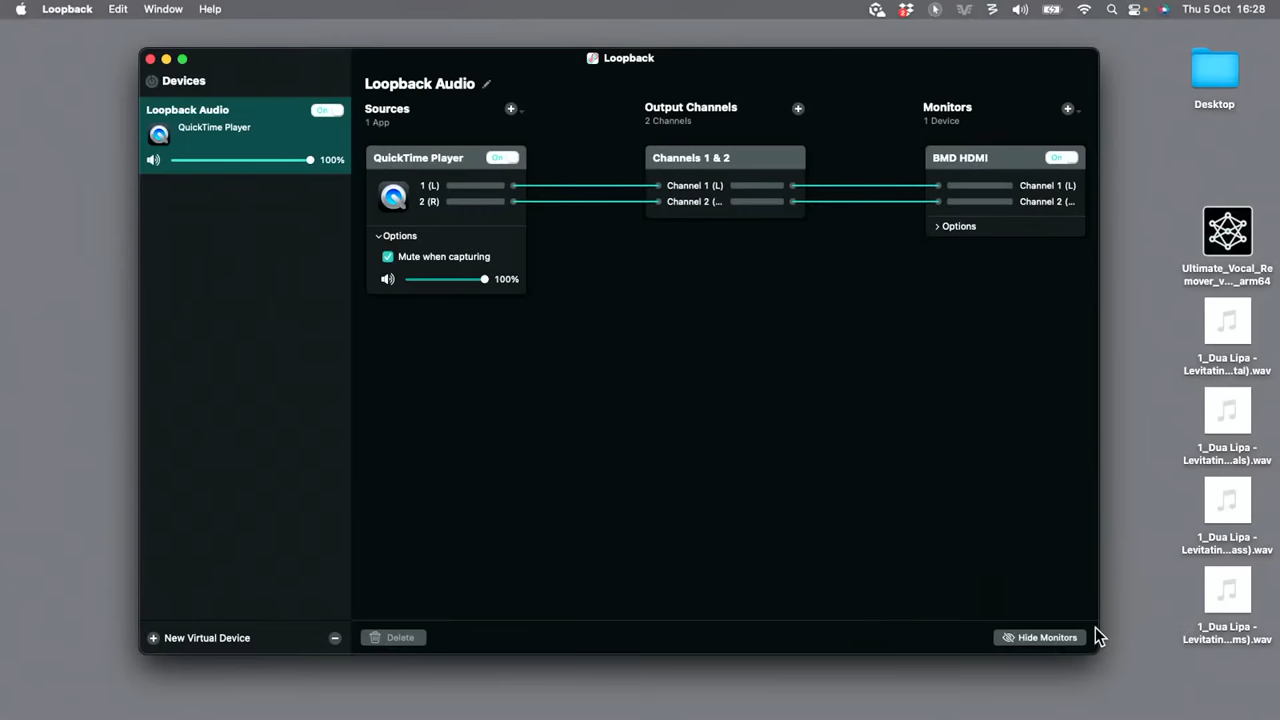 Loopback Edit Window Help
Thu 5 Oct 16:28
Loopback
Devices
Loopback Audio On
QuickTime Player
100%
New Virtual Device
Loopback Audio
Sources
1 App
Output Channels
2 Channels
Monitors
1 Device
QuickTime Player On
1 (L)
2 (R)
Options
Mute when capturing
100%
Channels 1 & 2
Channel 1 (L)
Channel 2 (...
BMD HDMI On
Channel 1 (L)
Channel 2 (...
Options
Delete
Hide Monitors
Desktop
Ultimate_Vocal_Re
mover_v..._arm64
1_Dua Lipa -
Levitatin...tal).wav
1_Dua Lipa -
Levitatin...als).wav
1_Dua Lipa -
Levitatin...ass).wav
1_Dua Lipa -
Levitatin...ms).wav